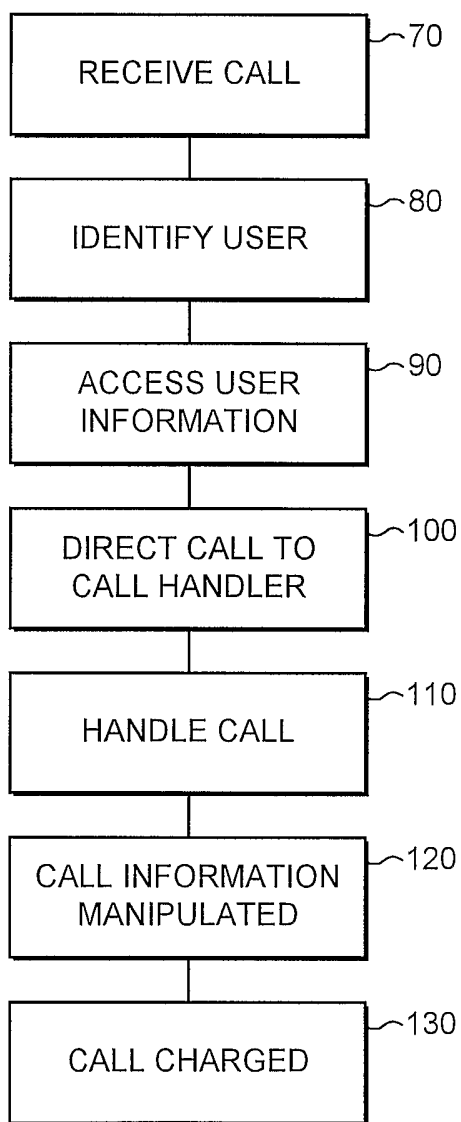 70
RECEIVE CALL
80
IDENTIFY USER
90
ACCESS USER
INFORMATION
100
DIRECT CALL TO
CALL HANDLER
110
HANDLE CALL
120
CALL INFORMATION
MANIPULATED
130
CALL CHARGED